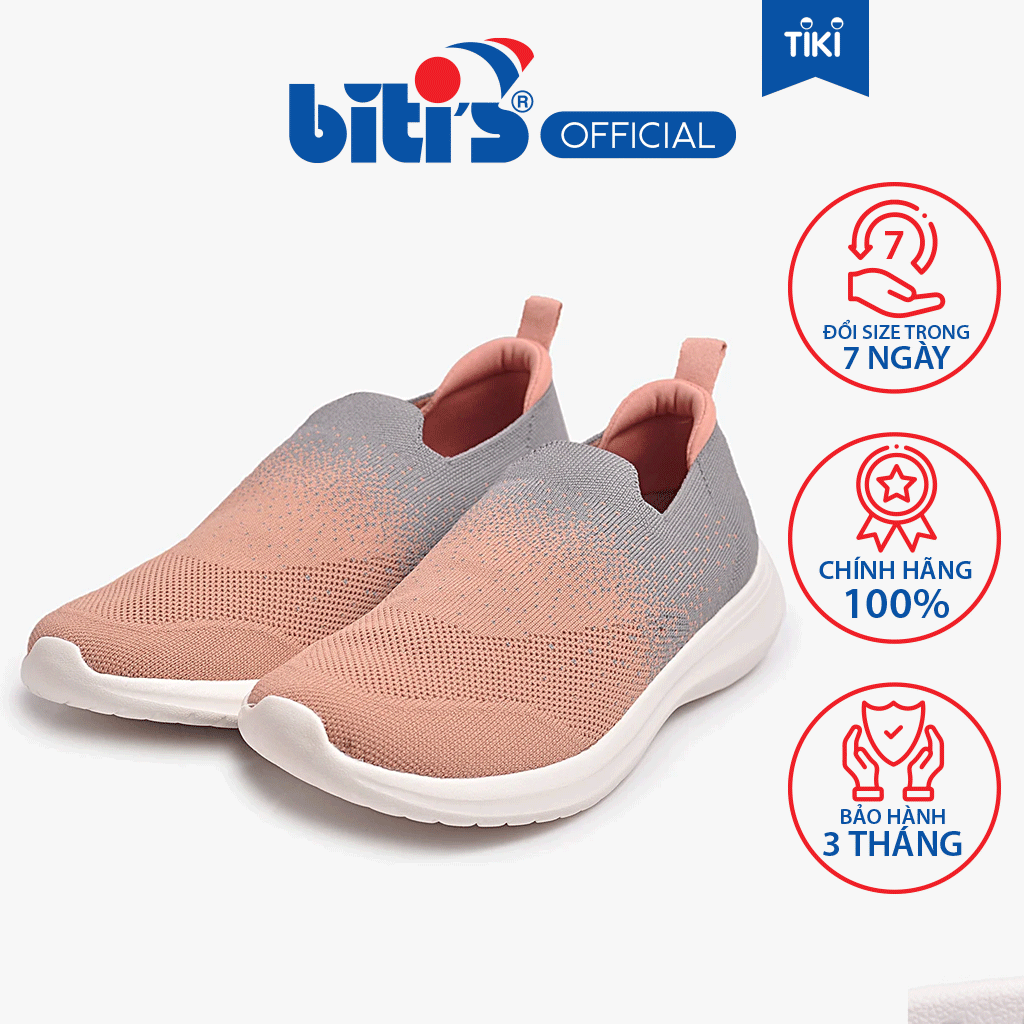 TIKI
biti's®
OFFICIAL
7
ĐỔI SIZE TRONG
7 NGÀY
CHÍNH HÃNG
100%
BẢO HÀNH
3 THÁNG